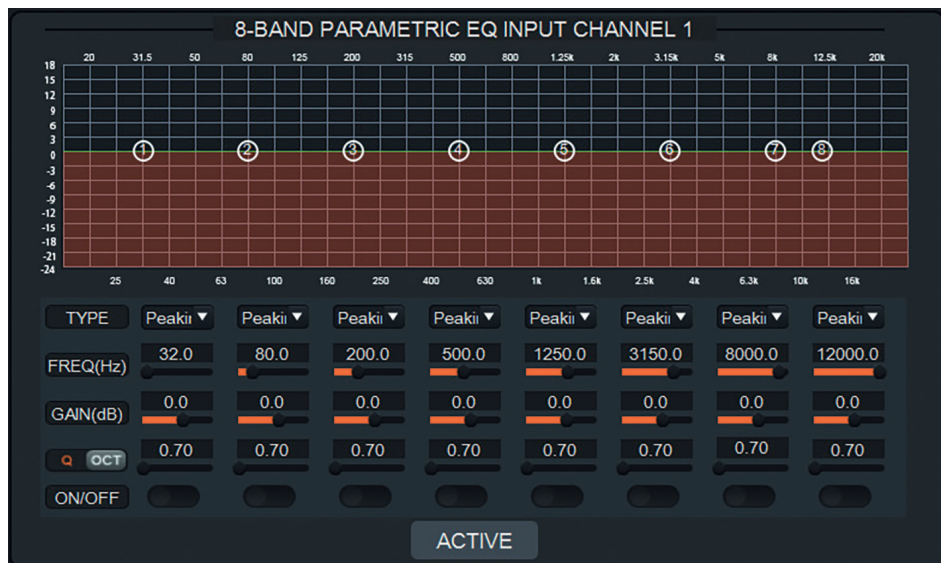 8-BAND PARAMETRIC EQ INPUT CHANNEL 1
20 31.5 50 80 125 200 315 500 800 1.25k 2k 3.15k 5k 8k 12.5k 20k
18
15
12
9
6
3
0 1 2 3 4 5 6 7 8
-3
-6
-9
-12
-15
-18
-21
-24
25 40 63 100 160 250 400 630 1k 1.6k 2.5k 4k 6.3k 10k 16k
TYPE Peakii Peakii Peakii Peakii Peakii Peakii Peakii Peakii
FREQ(Hz) 32.0 80.0 200.0 500.0 1250.0 3150.0 8000.0 12000.0
GAIN(dB) 0.0 0.0 0.0 0.0 0.0 0.0 0.0 0.0
Q OCT 0.70 0.70 0.70 0.70 0.70 0.70 0.70 0.70
ON/OFF
ACTIVE